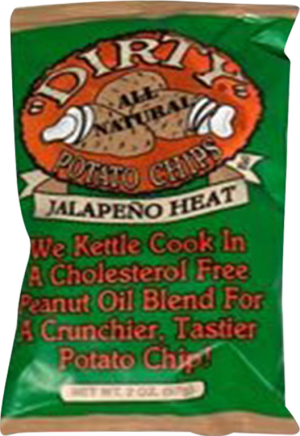 "DIRTY"
ALL
NATURAL
POTATO CHIPS
JALAPEÑO HEAT
We Kettle Cook In
A Cholesterol Free
Peanut Oil Blend For
A Crunchier, Tastier
Potato Chip!
NET WT. 2 OZ. (57g)